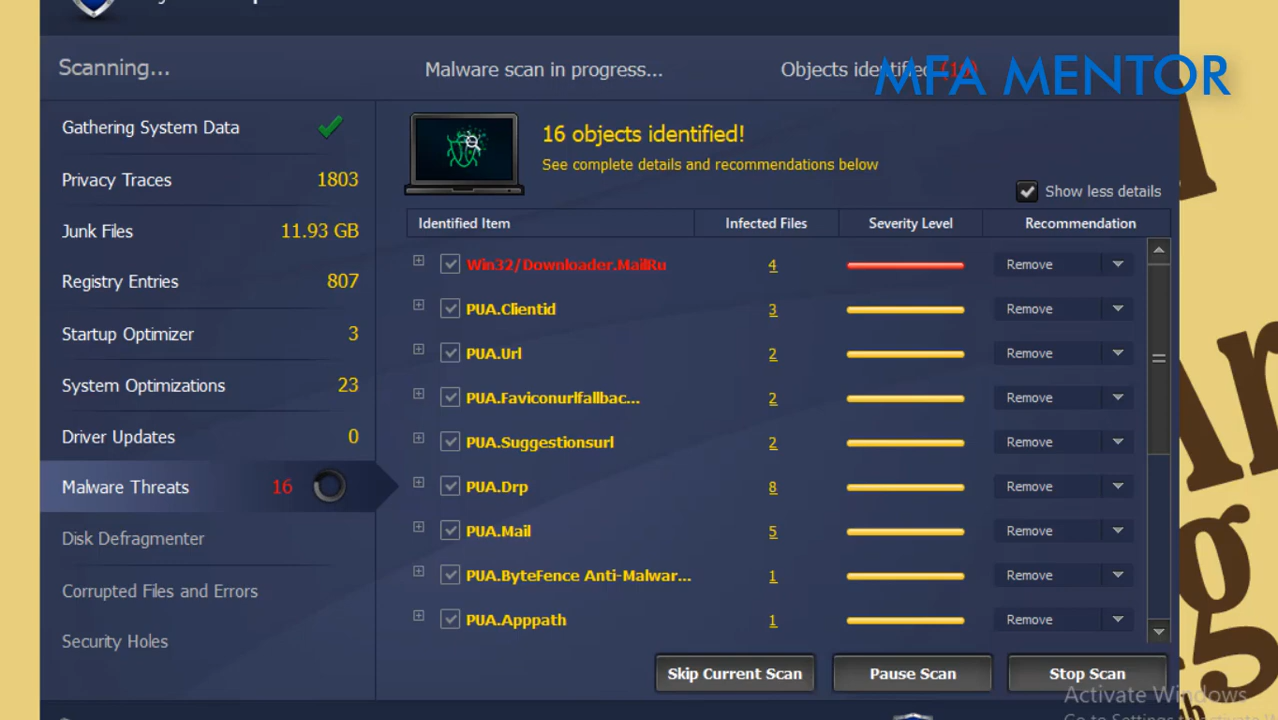 Scanning...
Malware scan in progress...
Objects identified (16)
MFA MENTOR
Gathering System Data
Privacy Traces 1803
Junk Files 11.93 GB
Registry Entries 807
Startup Optimizer 3
System Optimizations 23
Driver Updates 0
Malware Threats 16
Disk Defragmenter
Corrupted Files and Errors
Security Holes
16 objects identified!
See complete details and recommendations below
Show less details
Identified Item Infected Files Severity Level Recommendation
Win32/Downloader.MailRu 4 Remove
PUA.Clientid 3 Remove
PUA.Url 2 Remove
PUA.Faviconurlfallbac... 2 Remove
PUA.Suggestionsurl 2 Remove
PUA.Drp 8 Remove
PUA.Mail 5 Remove
PUA.ByteFence Anti-Malwar... 1 Remove
PUA.Apppath 1 Remove
Skip Current Scan Pause Scan Stop Scan
Activate Windows